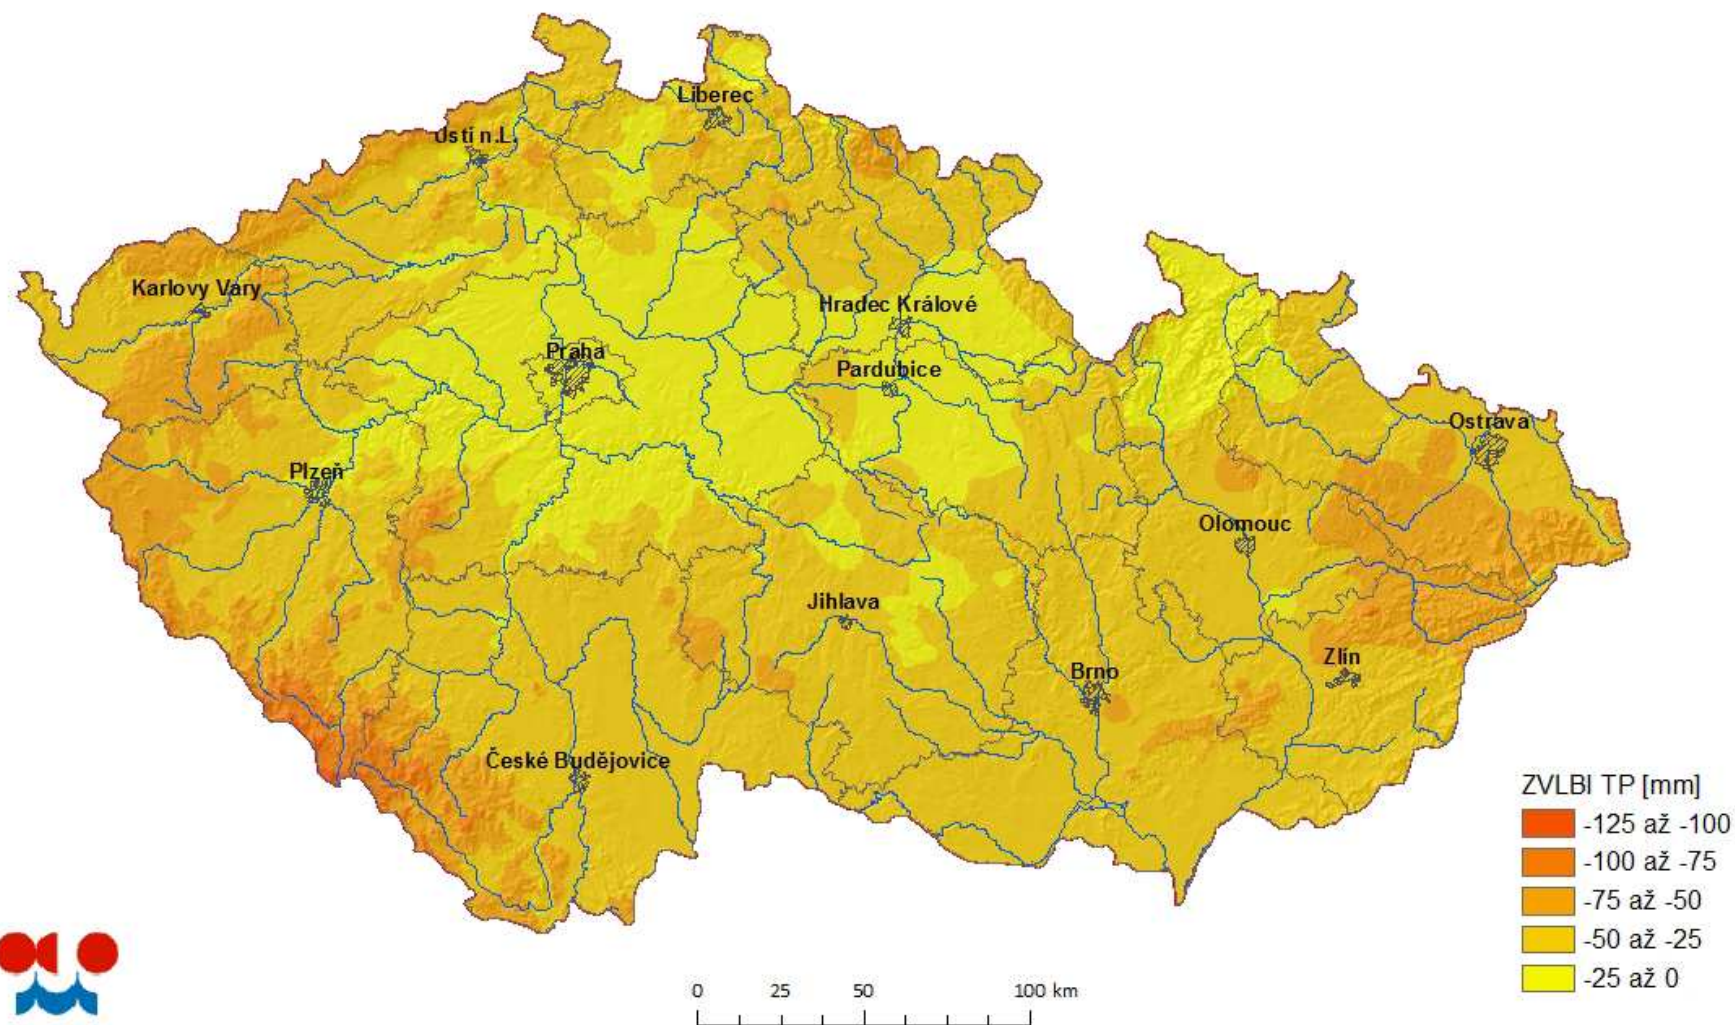 Liberec
Ústí n.L.
Karlovy Vary
Hradec Králové
Praha
Pardubice
Ostrava
Plzeň
Olomouc
Jihlava
Zlín
Brno
České Budějovice
ZVLBI TP [mm]
-125 až -100
-100 až -75
-75 až -50
-50 až -25
-25 až 0
0 25 50 100 km